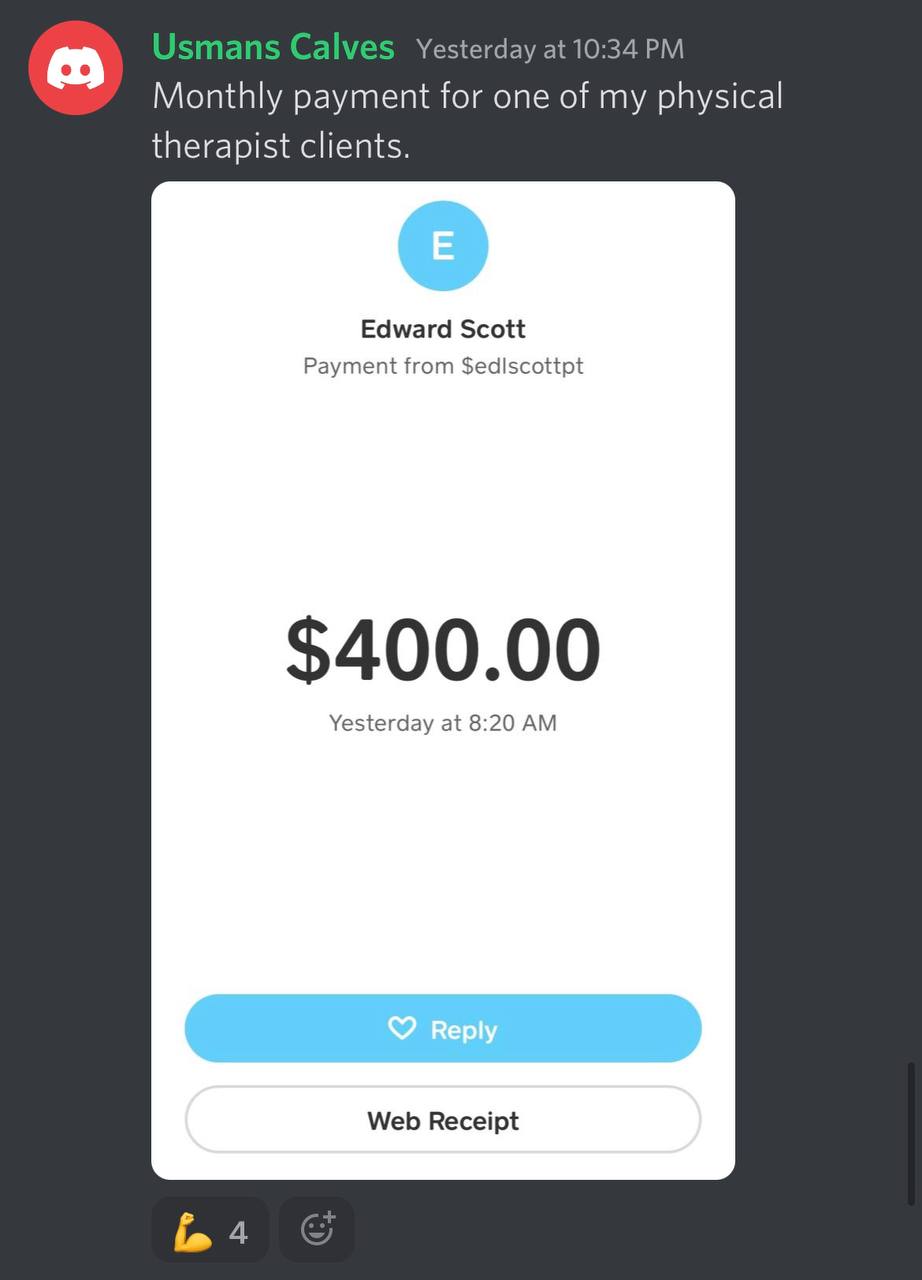 Usmans Calves Yesterday at 10:34 PM
Monthly payment for one of my physical
therapist clients.
E
Edward Scott
Payment from $edlscottpt
$400.00
Yesterday at 8:20 AM
Reply
Web Receipt
4